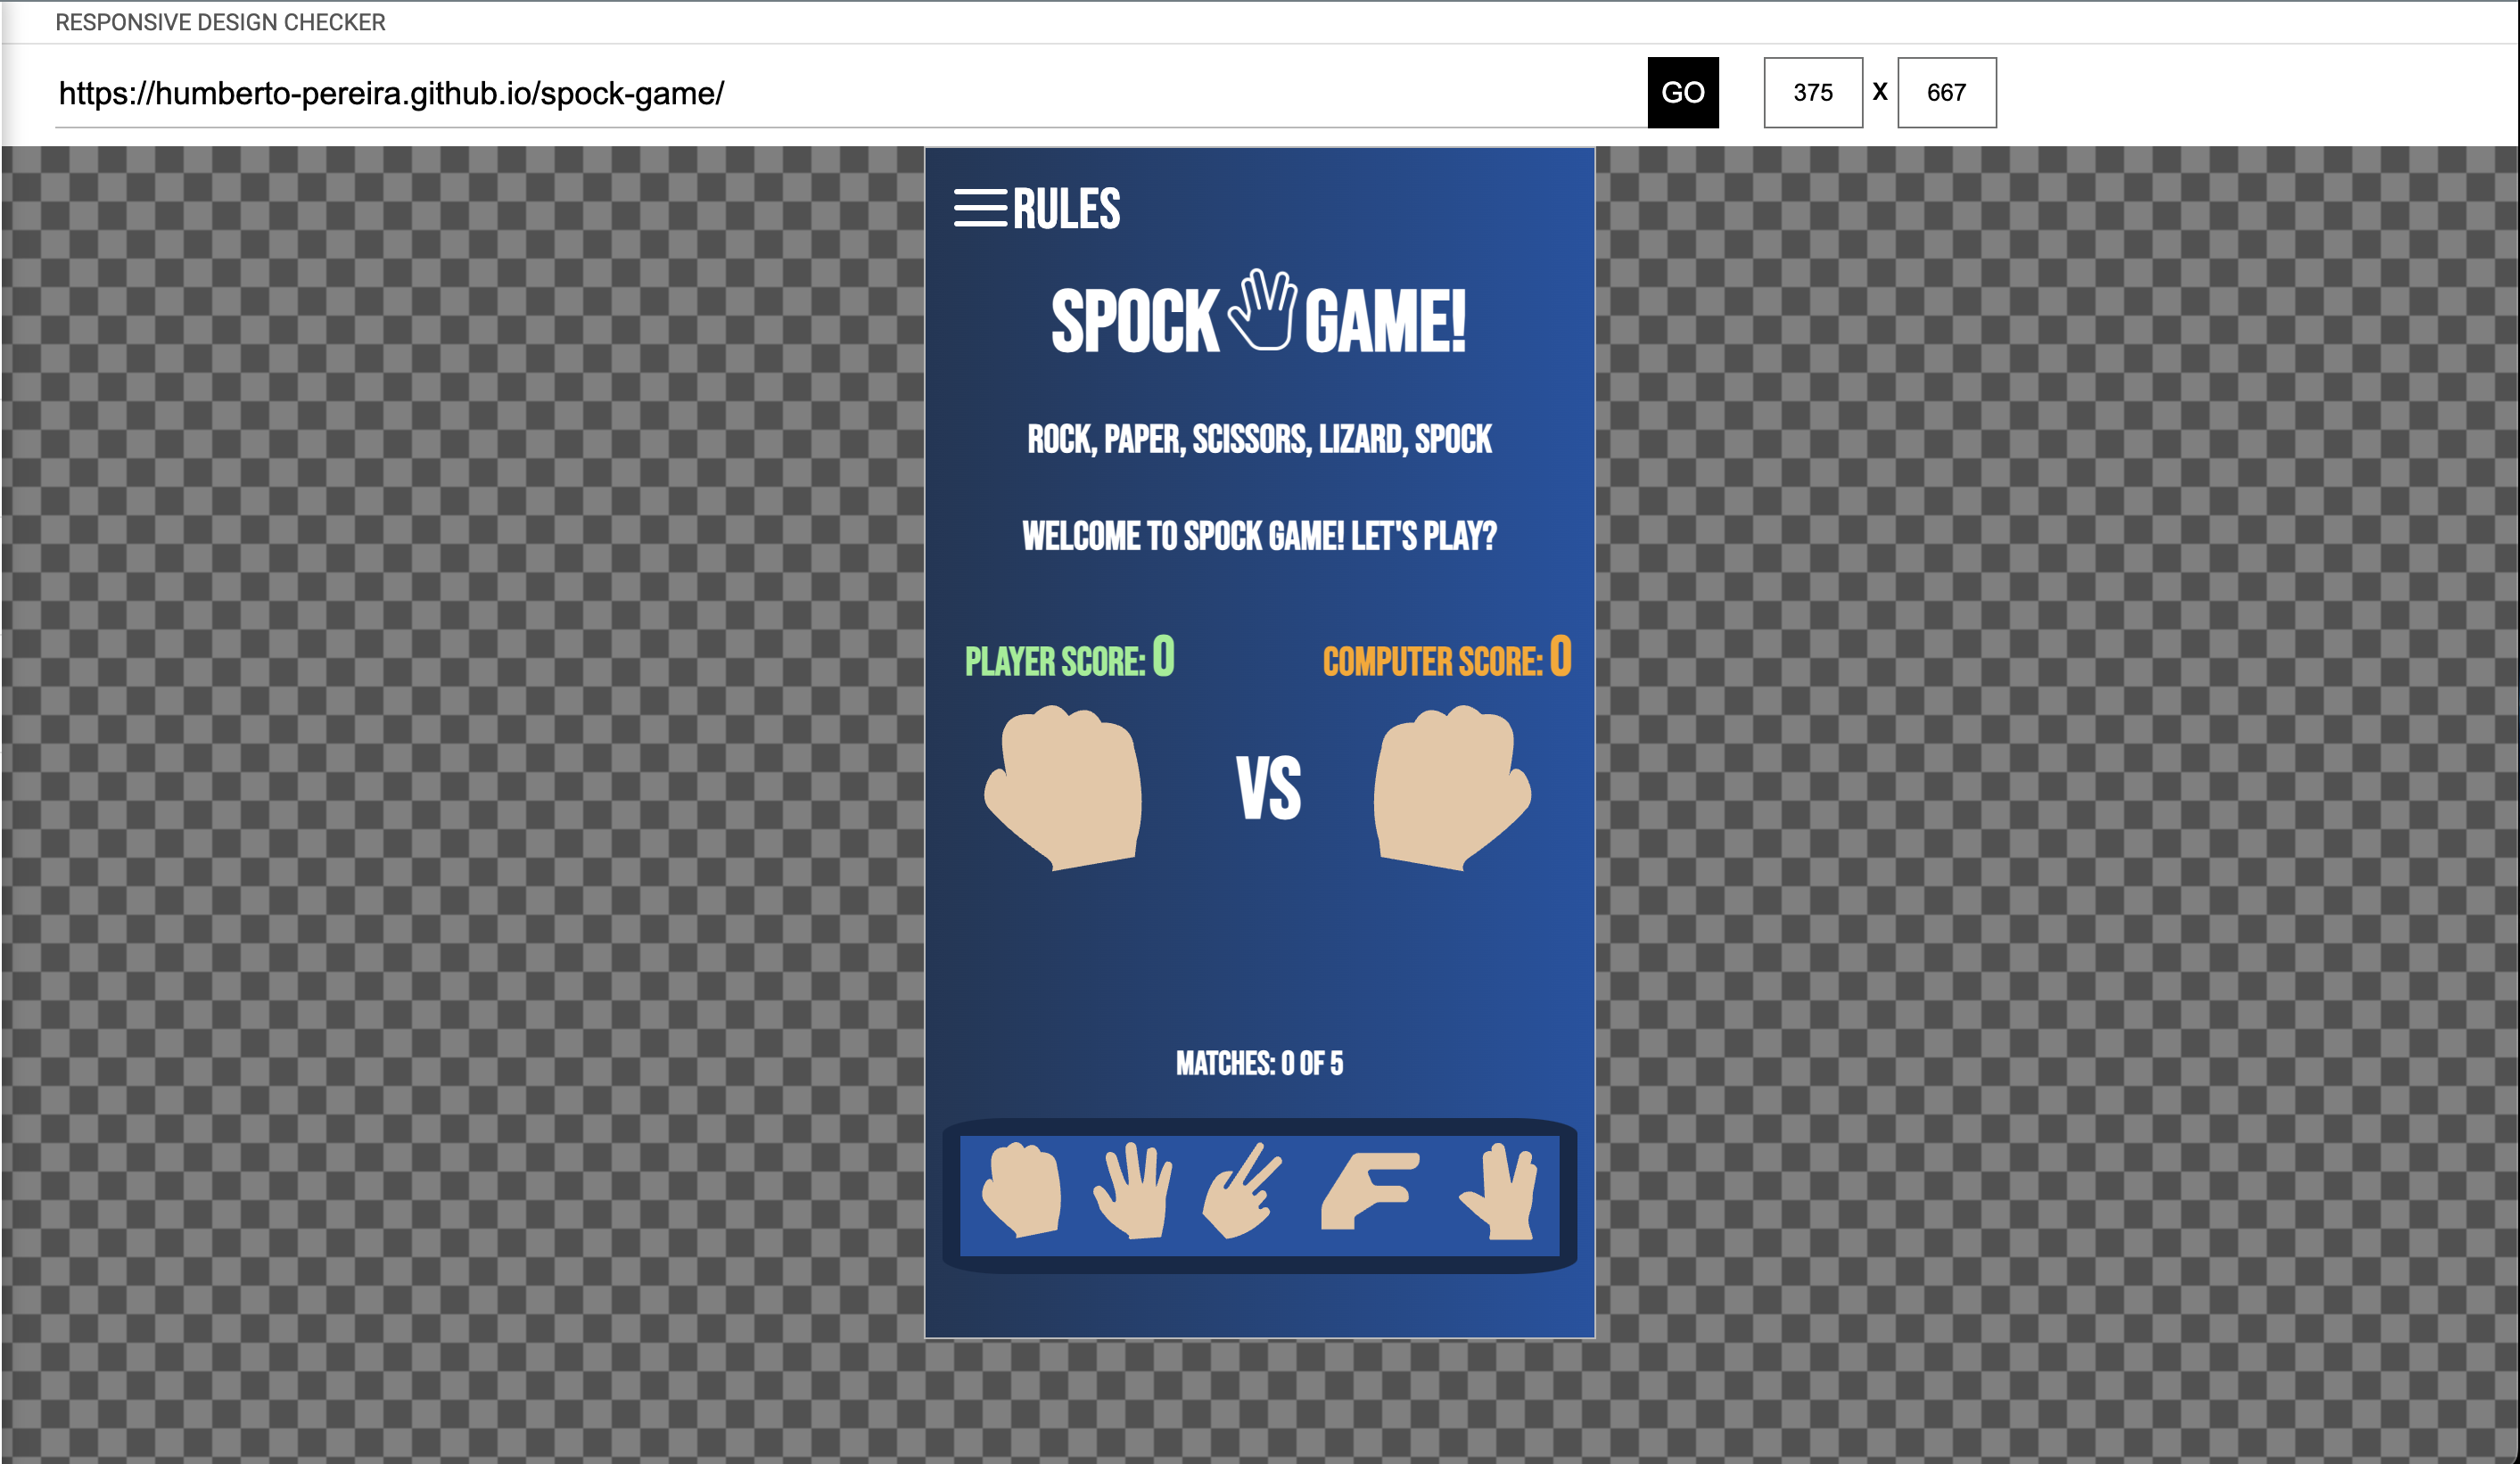 RESPONSIVE DESIGN CHECKER
https://humberto-pereira.github.io/spock-game/ GO 375 X 667
RULES
SPOCK GAME!
ROCK, PAPER, SCISSORS, LIZARD, SPOCK
WELCOME TO SPOCK GAME! LET'S PLAY?
PLAYER SCORE: 0 COMPUTER SCORE: 0
VS
MATCHES: 0 OF 5